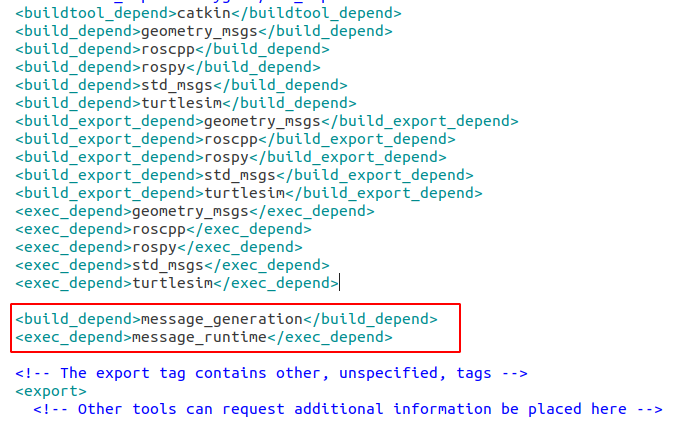 <buildtool_depend>catkin</buildtool_depend>
<build_depend>geometry_msgs</build_depend>
<build_depend>roscpp</build_depend>
<build_depend>rospy</build_depend>
<build_depend>std_msgs</build_depend>
<build_depend>turtlesim</build_depend>
<build_export_depend>geometry_msgs</build_export_depend>
<build_export_depend>roscpp</build_export_depend>
<build_export_depend>rospy</build_export_depend>
<build_export_depend>std_msgs</build_export_depend>
<build_export_depend>turtlesim</build_export_depend>
<exec_depend>geometry_msgs</exec_depend>
<exec_depend>roscpp</exec_depend>
<exec_depend>rospy</exec_depend>
<exec_depend>std_msgs</exec_depend>
<exec_depend>turtlesim</exec_depend>
<build_depend>message_generation</build_depend>
<exec_depend>message_runtime</exec_depend>
<!-- The export tag contains other, unspecified, tags -->
<export>
<!-- Other tools can request additional information be placed here -->